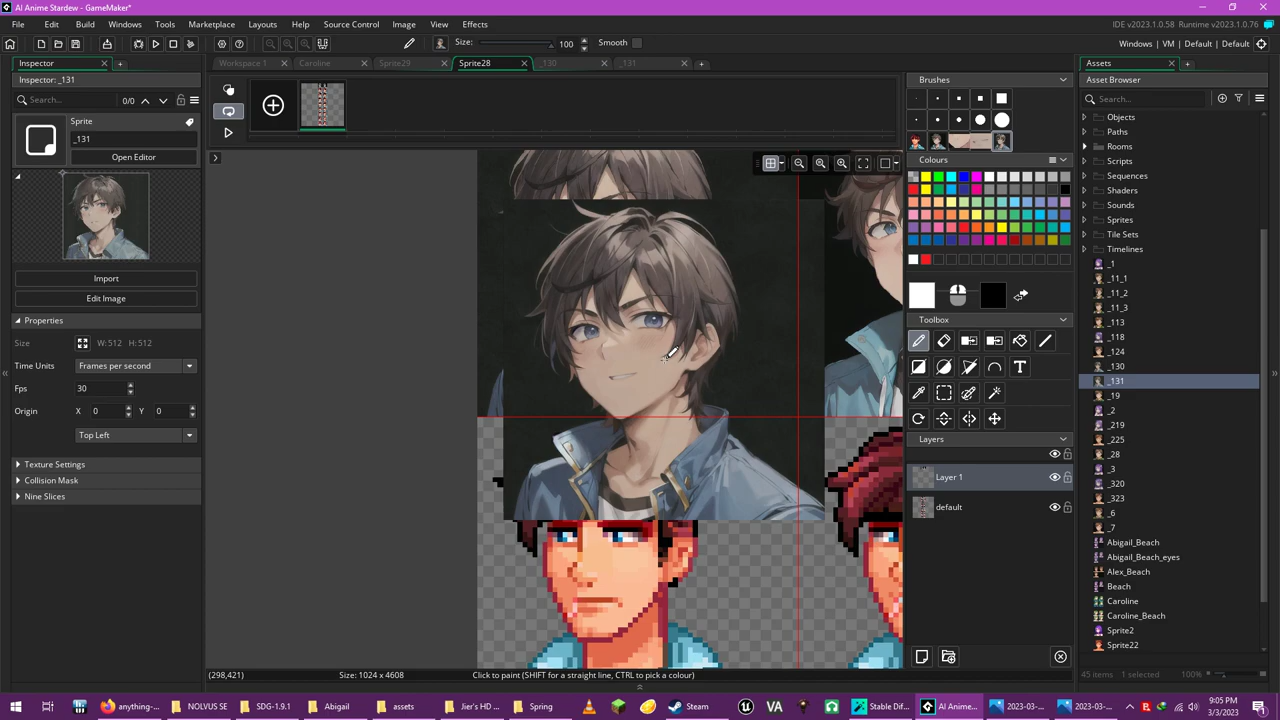 AI Anime Stardew - GameMaker*
File Edit Build Windows Tools Marketplace Layouts Source Control Image View Effects
IDE v2023.1.0.58 Runtime v2023.1.0.76
Size: 100 Smooth
Windows | VM | Default | Default
Inspector
Workspace 1 Caroline Sprite29 Sprite28 _130 _131
Assets
Inspector: _131
Search... 0/0
Sprite
_131
Open Editor
Import
Edit Image
Properties
Size W: 512 H: 512
Time Units Frames per second
Fps 30
Origin X 0 Y 0
Top Left
Texture Settings
Collision Mask
Nine Slices
Brushes
Colours
Toolbox
T
Layers
Layer 1
default
Asset Browser
Search...
Objects
Paths
Rooms
Scripts
Sequences
Shaders
Sounds
Sprites
Tile Sets
Timelines
_1
_11_1
_11_2
_11_3
_113
_118
_124
_130
_131
_19
_2
_219
_225
_28
_3
_320
_323
_6
_7
Abigail_Beach
Abigail_Beach_eyes
Alex_Beach
Beach
Caroline
Caroline_Beach
Sprite2
Sprite22
45 items 1 selected 100%
(298,421) Size: 1024 x 4608 Click to paint (SHIFT for a straight line, CTRL to pick a colour)
anything-... NOLVUS SE SDG-1.9.1 Abigail assets Jier's HD ... Spring Steam VA Stable Dif... AI Anime... 2023-03-... 2023-03-...
9:05 PM
3/3/2023